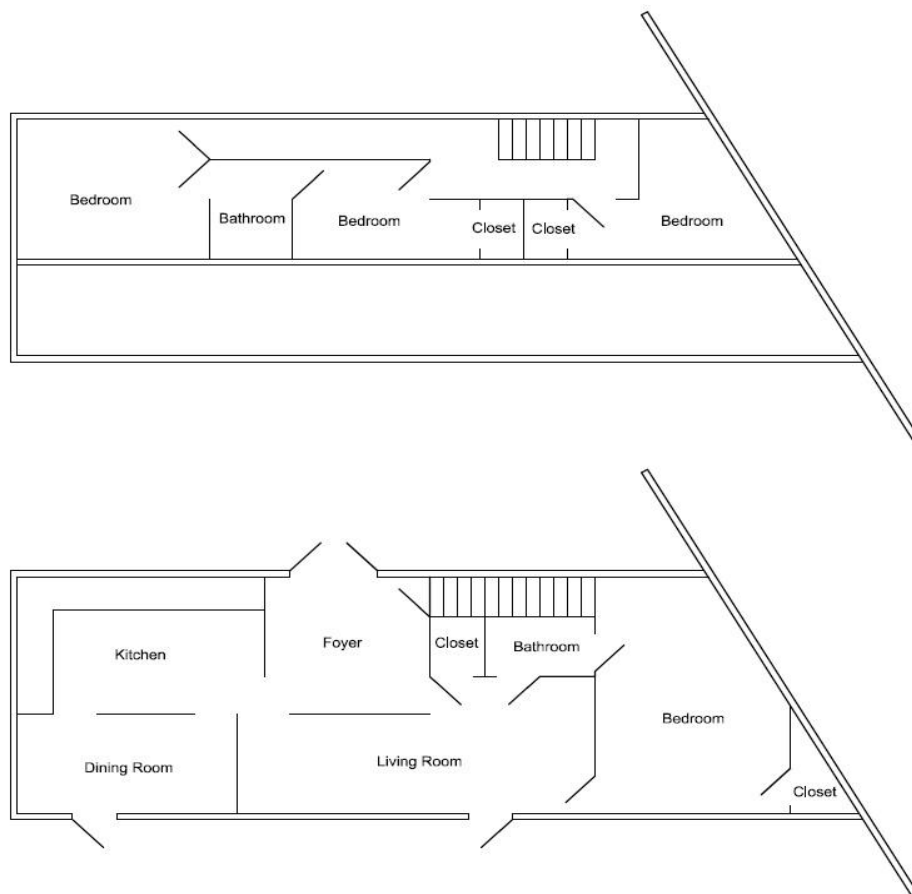 Bedroom
Bathroom
Bedroom
Closet
Closet
Bedroom
Kitchen
Foyer
Closet
Bathroom
Bedroom
Dining Room
Living Room
Closet